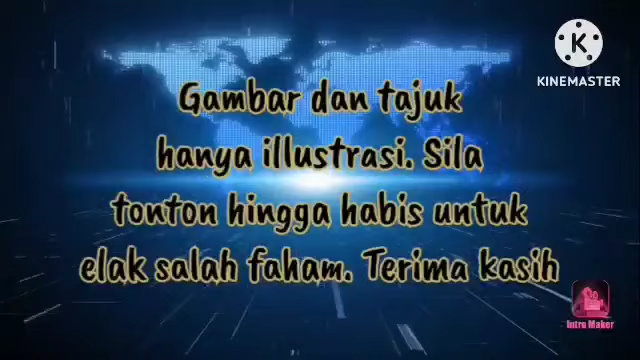 KINEMASTER
Gambar dan tajuk
hanya illustrasi. Sila
tonton hingga habis untuk
elak salah faham. Terima kasih
Intro Maker